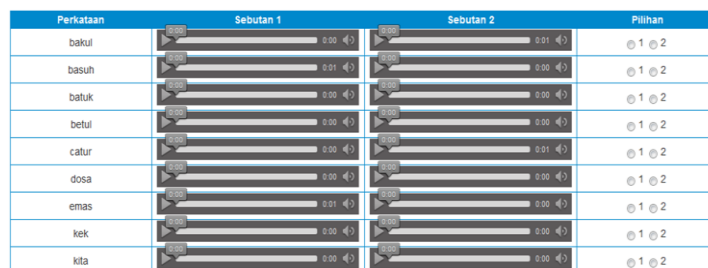 Perkataan Sebutan 1 Sebutan 2 Pilihan
bakul 0:00 0:00 0:00 0:01 1 2
basuh 0:00 0:01 0:00 0:00 1 2
batuk 0:00 0:00 0:00 0:00 1 2
betul 0:00 0:00 0:00 0:00 1 2
catur 0:00 0:00 0:00 0:01 1 2
dosa 0:00 0:00 0:00 0:00 1 2
emas 0:00 0:01 0:00 0:00 1 2
kek 0:00 0:00 0:00 0:00 1 2
kita 0:00 0:00 0:00 0:00 1 2